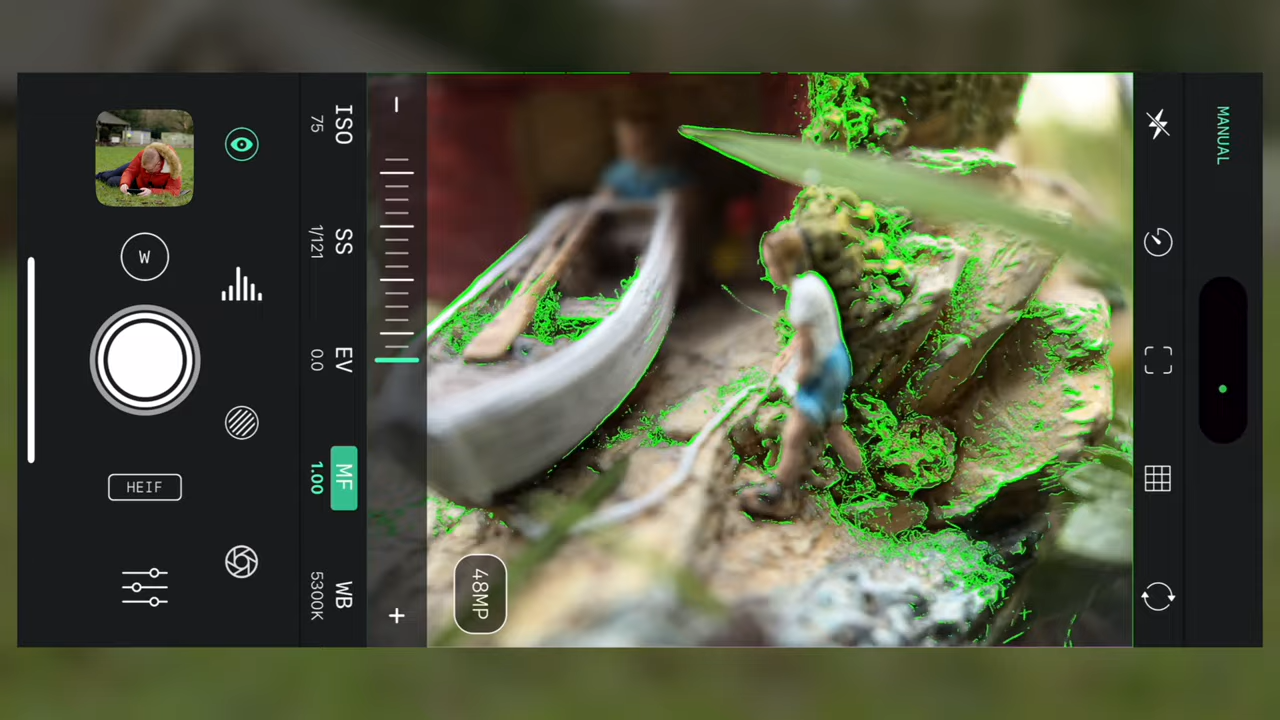 MANUAL
ISO
75
SS
1/121
EV
0.0
MF
1.00
WB
5300K
48MP
W
HEIF